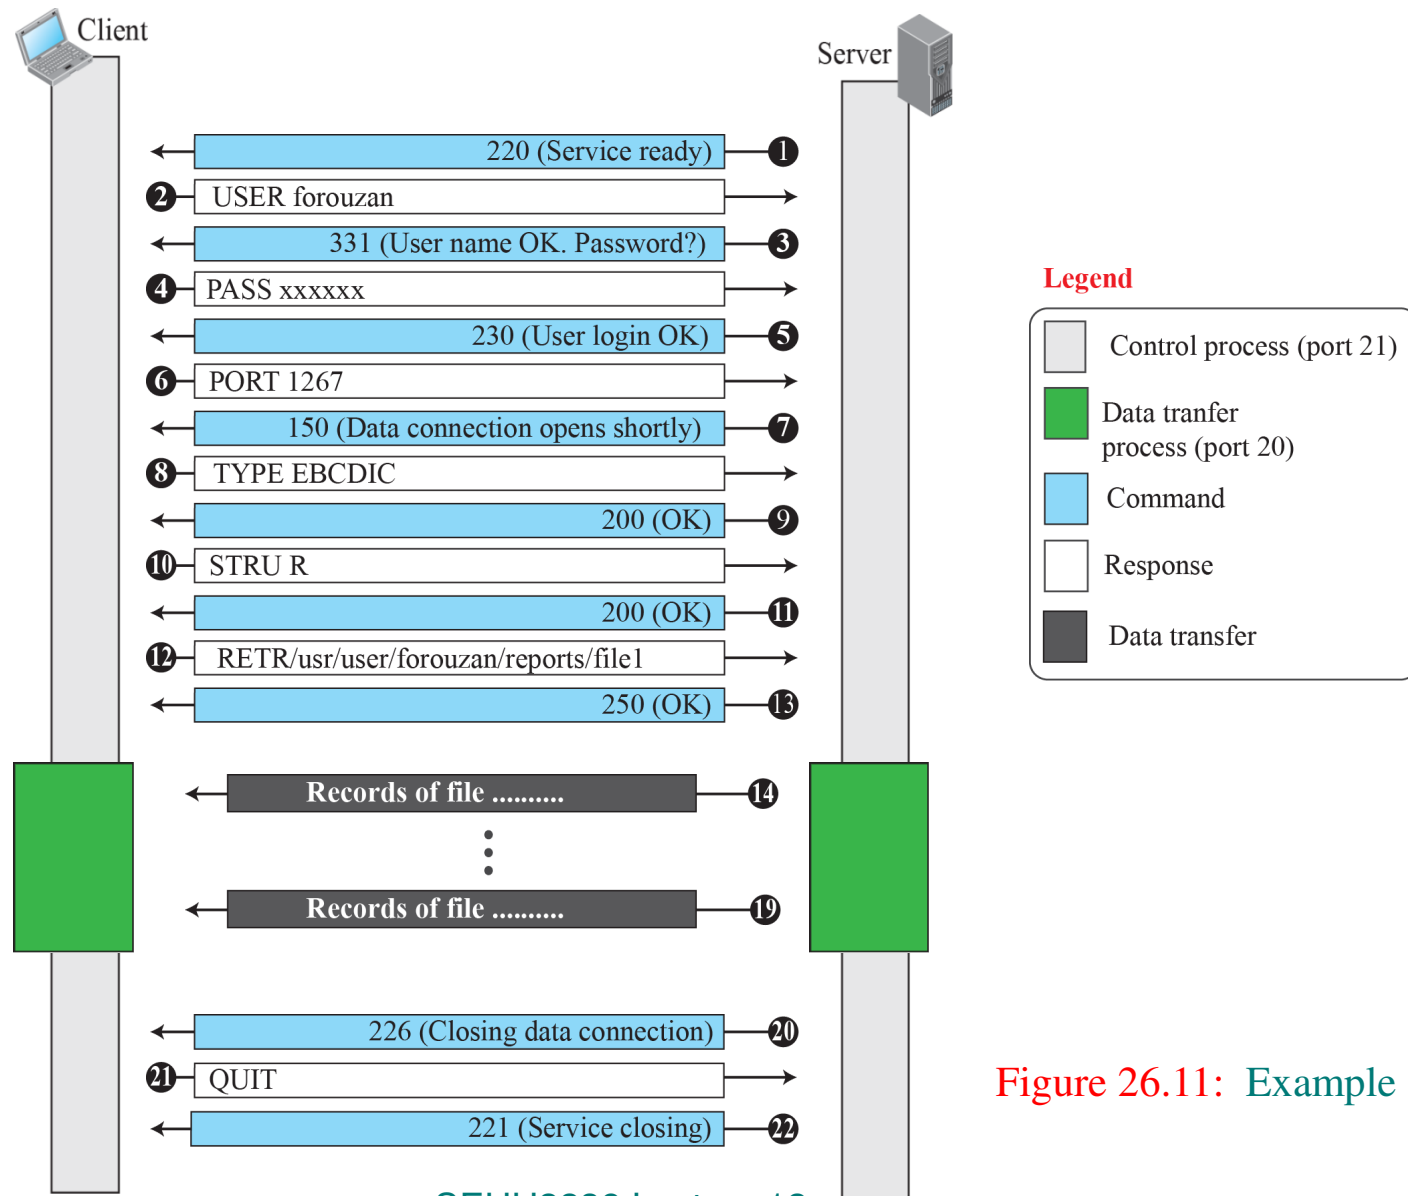 Client
Server
220 (Service ready)
1
2
USER forouzan
331 (User name OK. Password?)
3
4
PASS xxxxxx
230 (User login OK)
5
6
PORT 1267
150 (Data connection opens shortly)
7
8
TYPE EBCDIC
200 (OK)
9
10
STRU R
200 (OK)
11
12
RETR/usr/user/forouzan/reports/file1
250 (OK)
13
Records of file ..........
14
Records of file ..........
19
226 (Closing data connection)
20
21
QUIT
221 (Service closing)
22
Legend
Control process (port 21)
Data tranfer
process (port 20)
Command
Response
Data transfer
Figure 26.11: Example